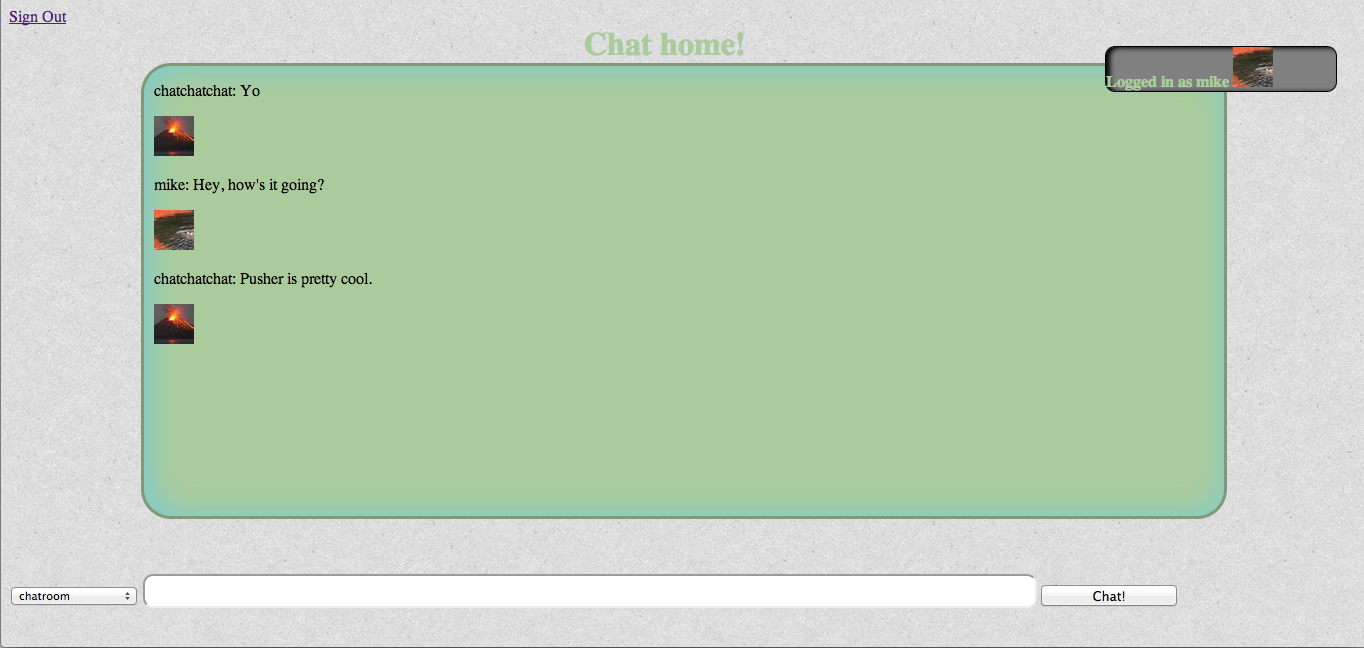 Sign Out
Chat home!
Logged in as mike
chatchatchat: Yo
mike: Hey, how's it going?
chatchatchat: Pusher is pretty cool.
chatroom
Chat!